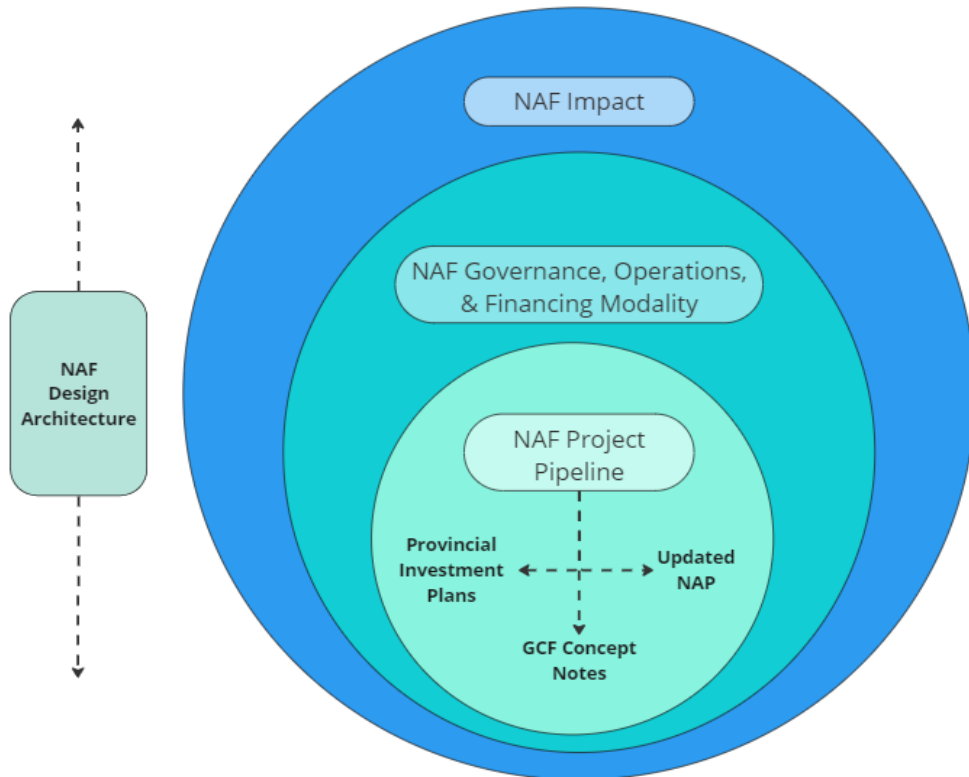 NAF Impact
NAF Governance, Operations,
& Financing Modality
NAF
Design
Architecture
NAF Project
Pipeline
Provincial
Investment
Plans
Updated
NAP
GCF Concept
Notes